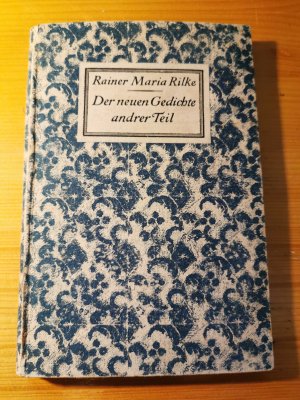 Rainer Maria Rilke
Der neuen Gedichte
andrer Teil